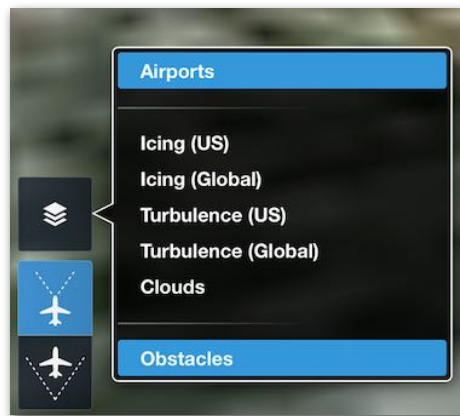 Airports
Icing (US)
Icing (Global)
Turbulence (US)
Turbulence (Global)
Clouds
Obstacles